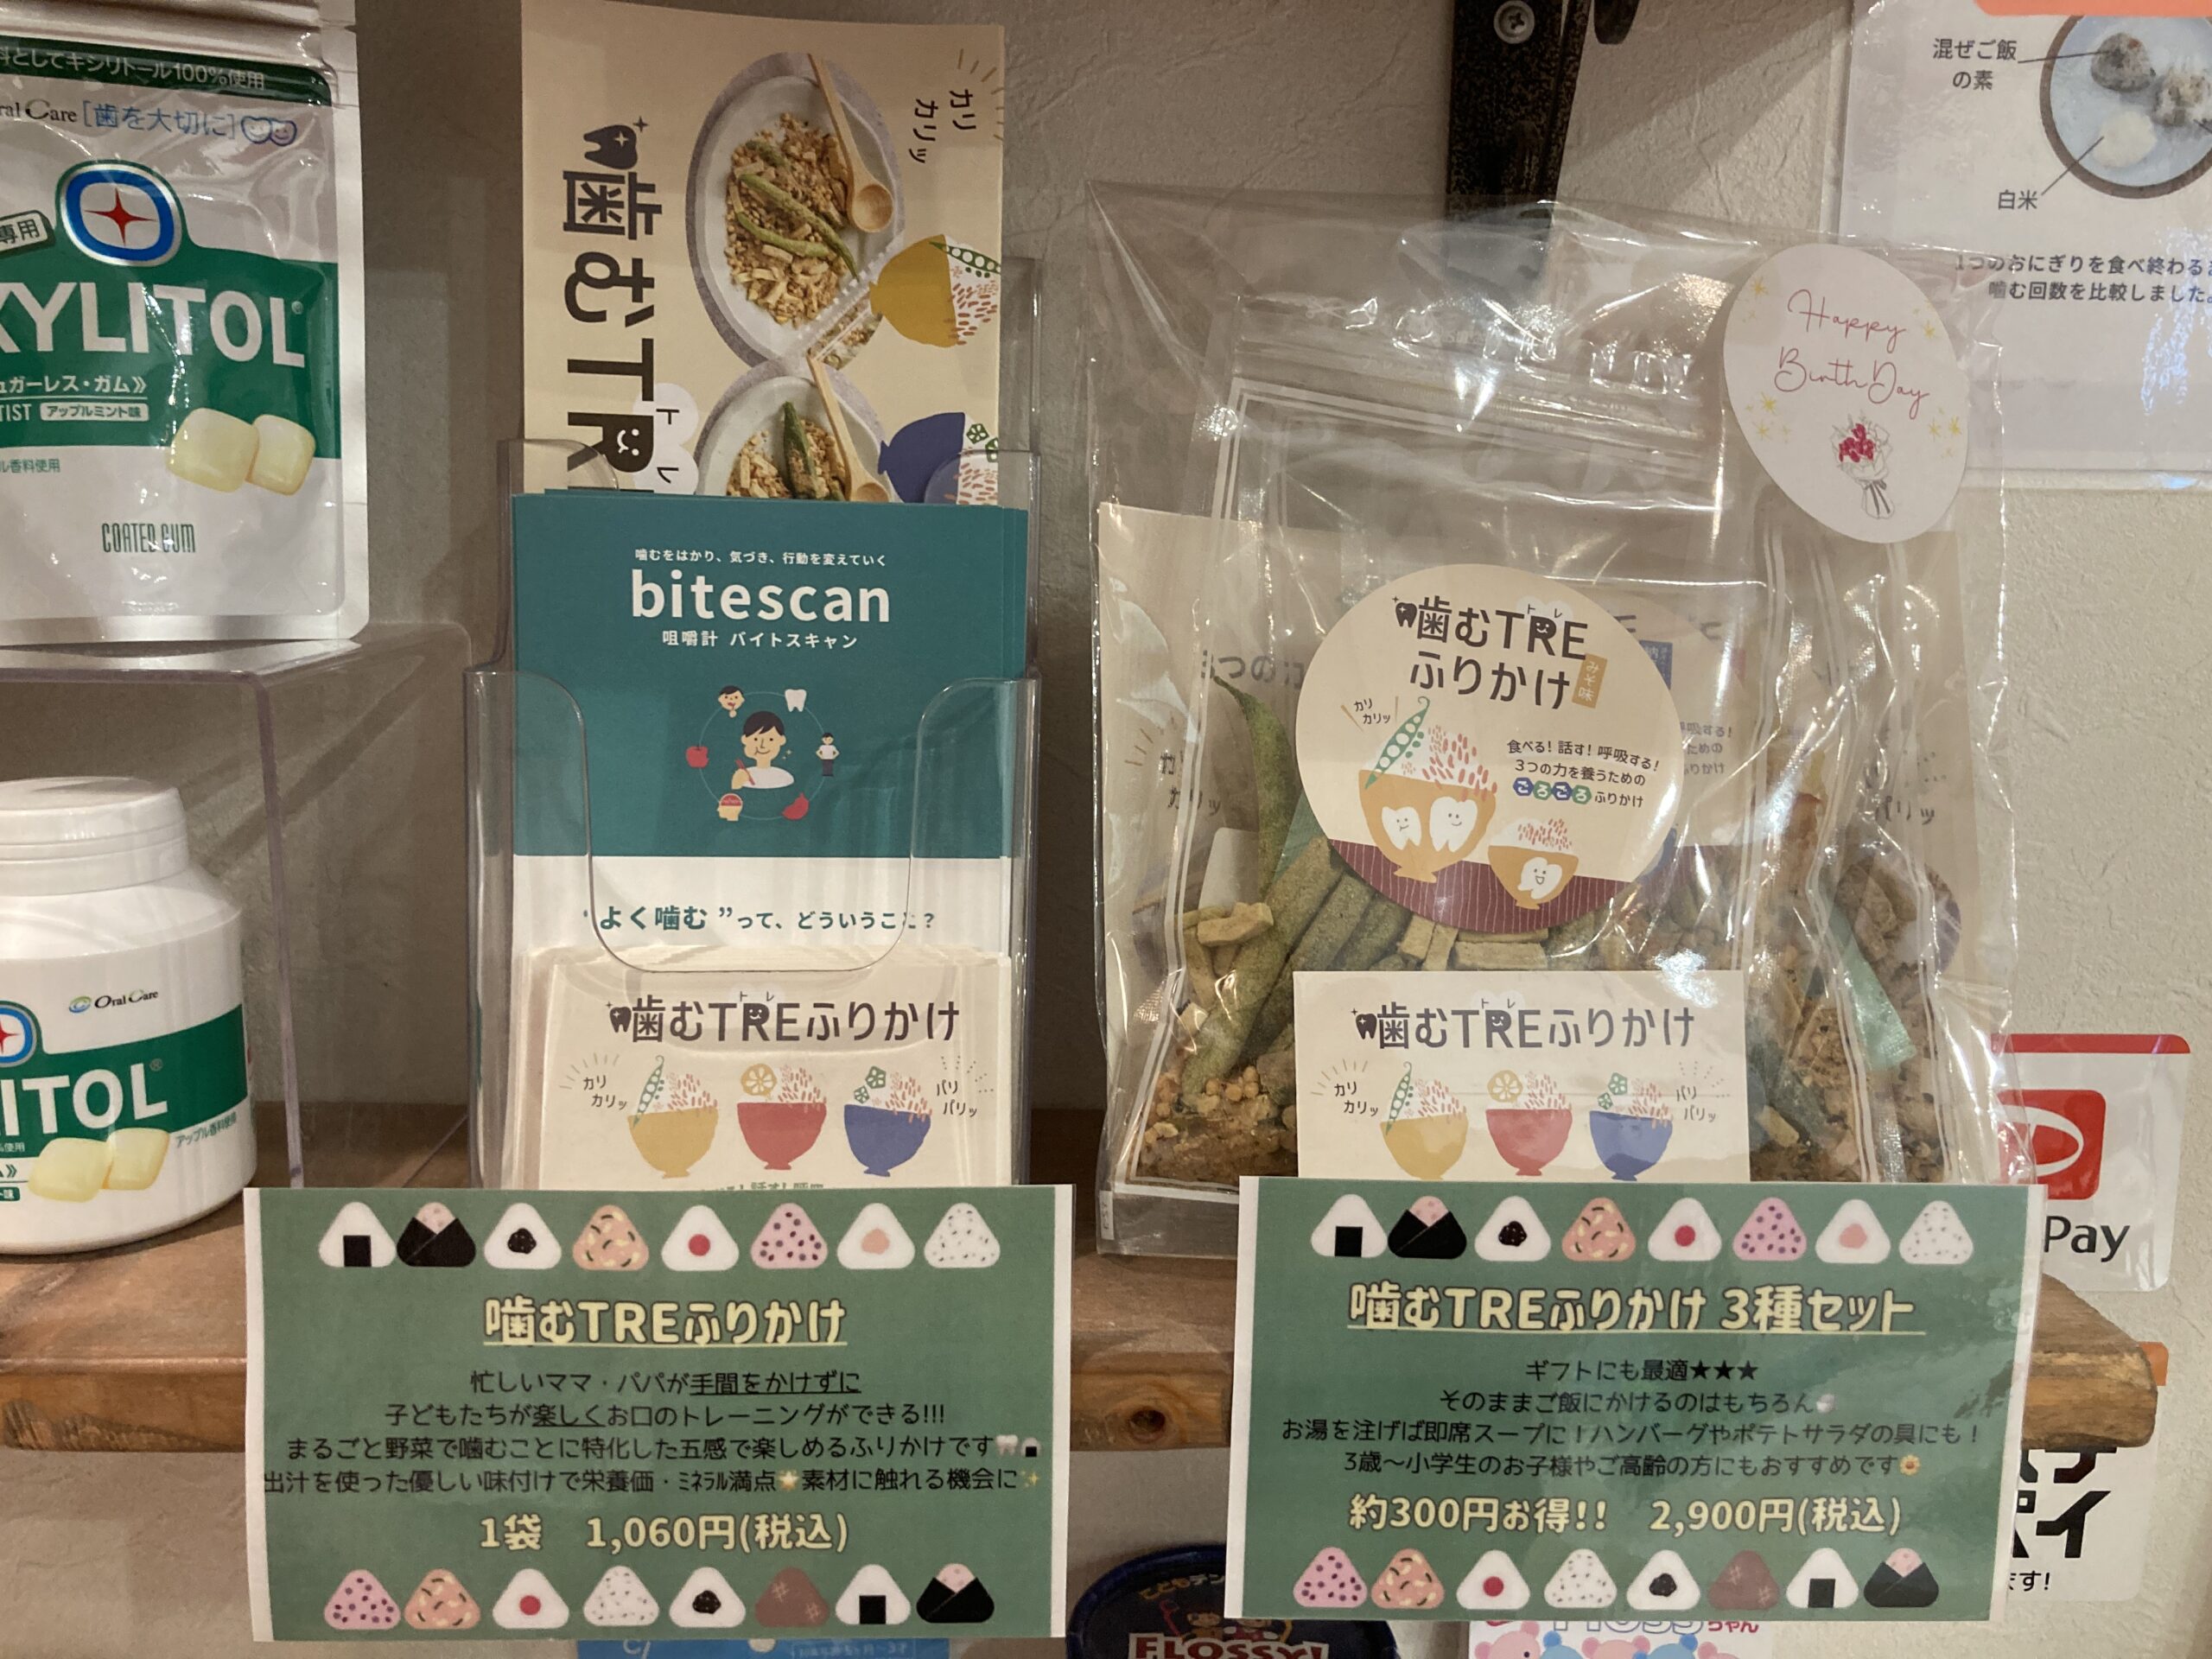 料としてキシリトール100%使用
Oral Care [歯を大切に]
専用
XYLITOL
ュガーレス・ガム》
TIST アップルミント味
ル香料使用
COATED GUM
Oral Care
ITOL
アップル香料使用
カリ
カリッ
噛むTR
トレ
噛むをはかり、気づき、行動を変えていく
bitescan
咀嚼計 バイトスキャン
“よく噛む”って、どういうこと？
噛むTREふりかけ
トレ
カリ
カリッ
パリ
パリッ
噛むTREふりかけ
忙しいママ・パパが手間をかけずに
子どもたちが楽しくお口のトレーニングができる!!!
まるごと野菜で噛むことに特化した五感で楽しめるふりかけです
出汁を使った優しい味付けで栄養価・ﾐﾈﾗﾙ満点素材に触れる機会に
1袋 1,060円(税込)
Happy
BirthDay
噛むTRE
トレ
ふりかけ
みそ味
カリ
カリッ
食べる！話す！呼吸する！
3つの力を養うための
ごろごろふりかけ
噛むTREふりかけ
トレ
カリ
カリッ
パリ
パリッ
噛むTREふりかけ 3種セット
ギフトにも最適★★★
そのままご飯にかけるのはもちろん
お湯を注げば即席スープに！ハンバーグやポテトサラダの具にも！
3歳〜小学生のお子様やご高齢の方にもおすすめです
約300円お得!! 2,900円(税込)
混ぜご飯
の素
白米
1つのおにぎりを食べ終わるま
噛む回数を比較しました。
Pay
ます!
FLOSSY!
ちゃん